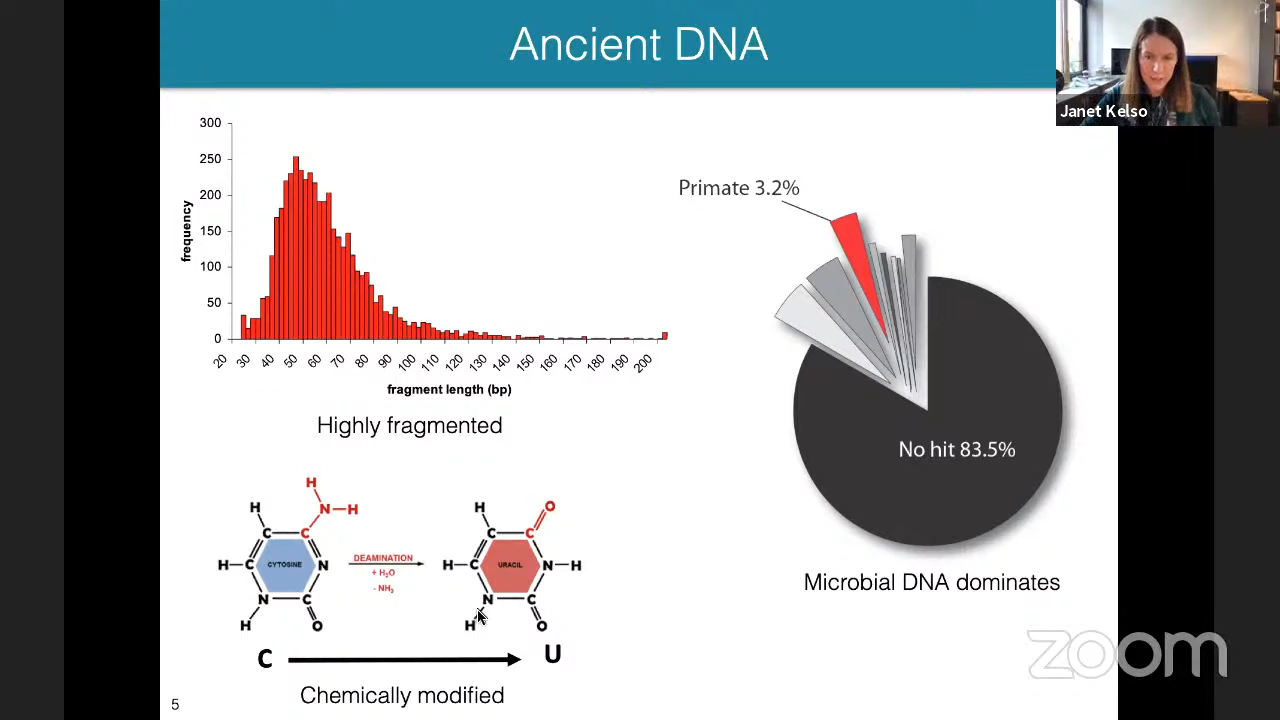 Ancient DNA
Janet Kelso
300
250
200
150
100
50
0
frequency
20 30 40 50 60 70 80 90 100 110 120 130 140 150 160 170 180 190 200
fragment length (bp)
Highly fragmented
Primate 3.2%
No hit 83.5%
Microbial DNA dominates
H
H N H
C C
H C CYTOSINE N
N C
H O
DEAMINATION
+ H₂O
- NH₃
H O
C C
H C URACIL N H
N C
H O
C U
Chemically modified
5
zoom